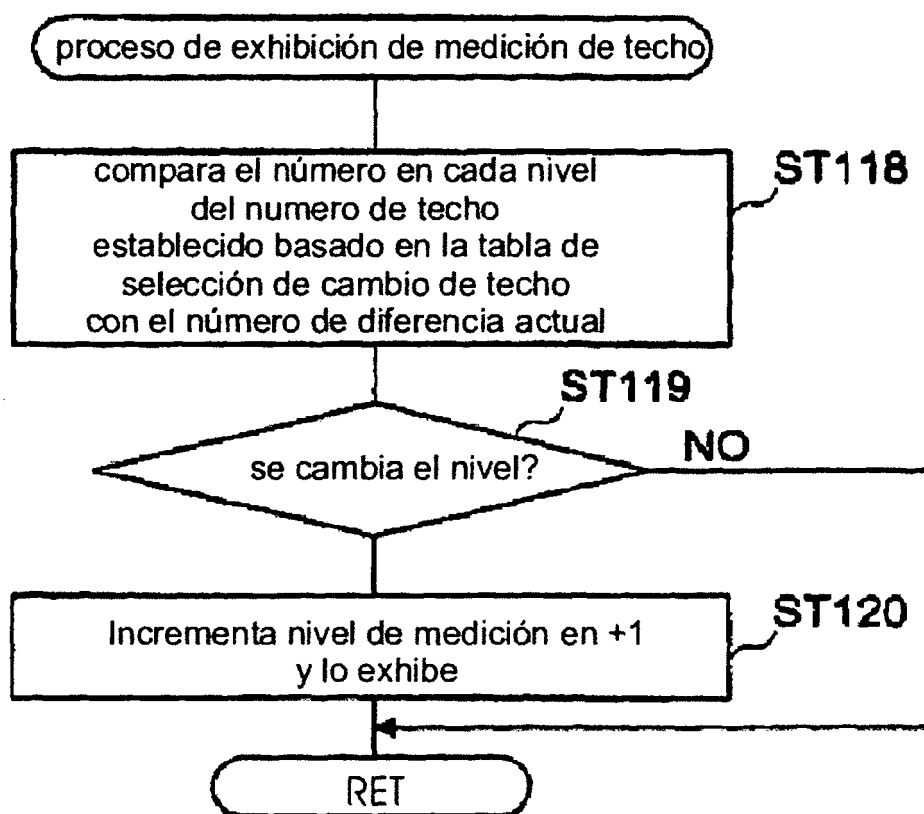 proceso de exhibición de medición de techo
compara el número en cada nivel
del numero de techo
establecido basado en la tabla de
selección de cambio de techo
con el número de diferencia actual
ST118
ST119
se cambia el nivel?
NO
Incrementa nivel de medición en +1
y lo exhibe
ST120
RET